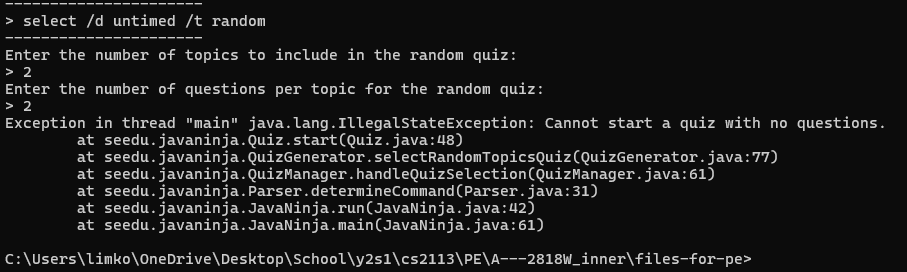 ----------------------
> select /d untimed /t random
----------------------
Enter the number of topics to include in the random quiz:
> 2
Enter the number of questions per topic for the random quiz:
> 2
Exception in thread "main" java.lang.IllegalStateException: Cannot start a quiz with no questions.
        at seedu.javaninja.Quiz.start(Quiz.java:48)
        at seedu.javaninja.QuizGenerator.selectRandomTopicsQuiz(QuizGenerator.java:77)
        at seedu.javaninja.QuizManager.handleQuizSelection(QuizManager.java:61)
        at seedu.javaninja.Parser.determineCommand(Parser.java:31)
        at seedu.javaninja.JavaNinja.run(JavaNinja.java:42)
        at seedu.javaninja.JavaNinja.main(JavaNinja.java:61)
C:\Users\limko\OneDrive\Desktop\School\y2s1\cs2113\PE\A---2818W_inner\files-for-pe>